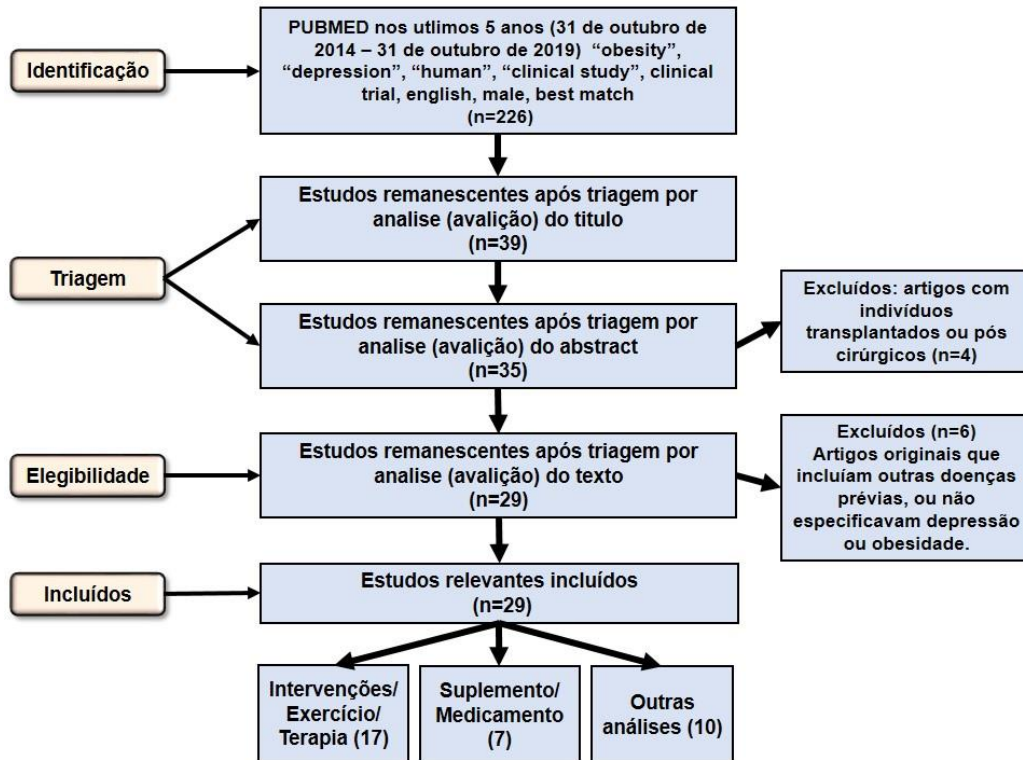 Identificação
PUBMED nos utlimos 5 anos (31 de outubro de
2014 – 31 de outubro de 2019) “obesity”,
“depression”, “human”, “clinical study”, clinical
trial, english, male, best match
(n=226)
Triagem
Estudos remanescentes após triagem por
analise (avalição) do titulo
(n=39)
Estudos remanescentes após triagem por
analise (avalição) do abstract
(n=35)
Excluídos: artigos com
indivíduos
transplantados ou pós
cirúrgicos (n=4)
Elegibilidade
Estudos remanescentes após triagem por
analise (avalição) do texto
(n=29)
Excluídos (n=6)
Artigos originais que
incluíam outras doenças
prévias, ou não
especificavam depressão
ou obesidade.
Incluídos
Estudos relevantes incluídos
(n=29)
Intervenções/
Exercício/
Terapia (17)
Suplemento/
Medicamento
(7)
Outras
análises (10)